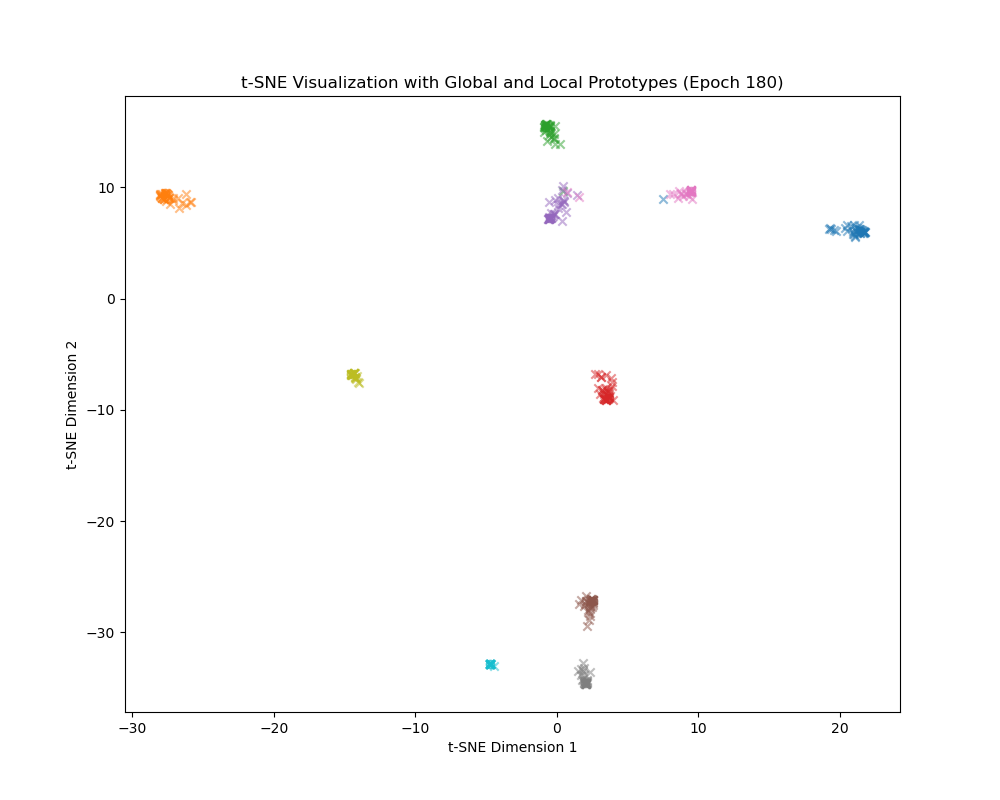 t-SNE Visualization with Global and Local Prototypes (Epoch 180)
10
0
−10
−20
−30
t-SNE Dimension 2
−30 −20 −10 0 10 20
t-SNE Dimension 1